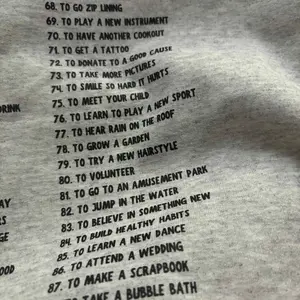 68. TO GO ZIP LINING
69. TO PLAY A NEW INSTRUMENT
70. TO HAVE ANOTHER COOKOUT
71. TO GET A TATTOO
72. TO DONATE TO A GOOD CAUSE
73. TO TAKE MORE PICTURES
74. TO SMILE SO HARD IT HURTS
75. TO MEET YOUR CHILD
76. TO LEARN TO PLAY A NEW SPORT
77. TO HEAR RAIN ON THE ROOF
78. TO GROW A GARDEN
79. TO TRY A NEW HAIRSTYLE
80. TO VOLUNTEER
81. TO GO TO AN AMUSEMENT PARK
82. TO JUMP IN THE WATER
83. TO BELIEVE IN SOMETHING NEW
84. TO BUILD HEALTHY HABITS
85. TO LEARN A NEW DANCE
86. TO ATTEND A WEDDING
87. TO MAKE A SCRAPBOOK
TO TAKE A BUBBLE BATH